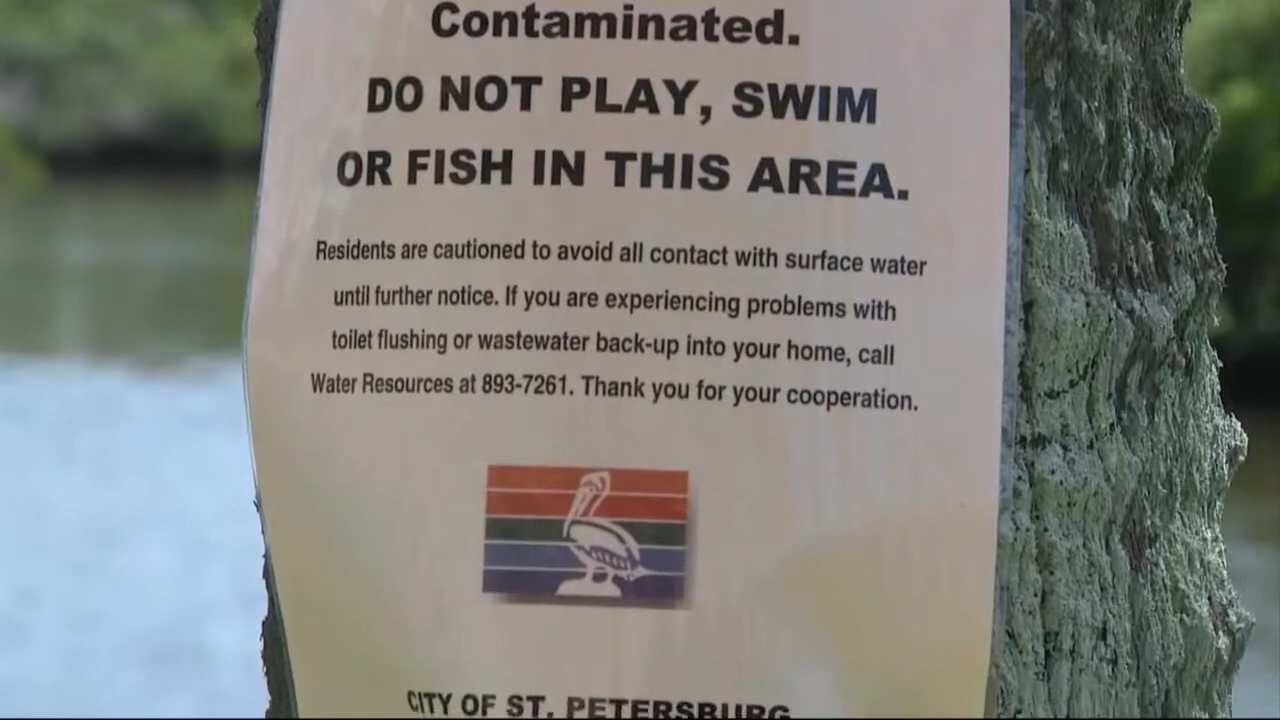 Contaminated.
DO NOT PLAY, SWIM
OR FISH IN THIS AREA.
Residents are cautioned to avoid all contact with surface water
until further notice. If you are experiencing problems with
toilet flushing or wastewater back-up into your home, call
Water Resources at 893-7261. Thank you for your cooperation.
CITY OF ST. PETERSBURG